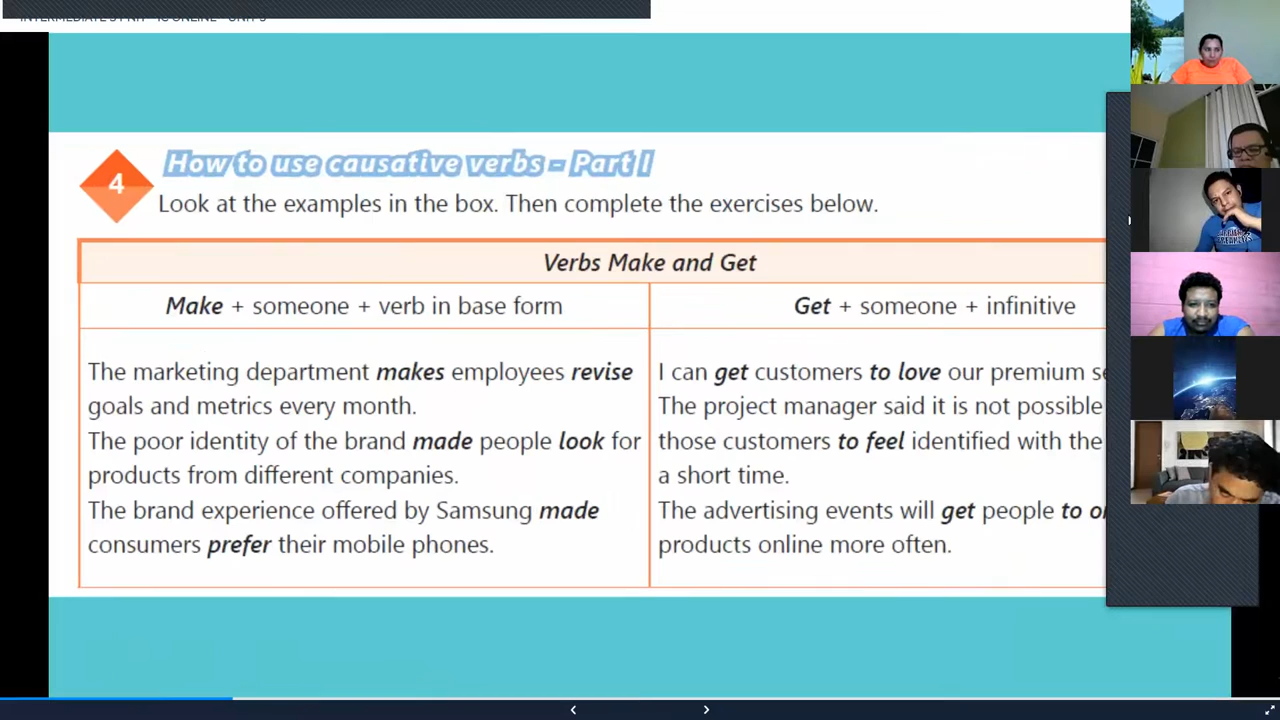 INTERMEDIATE
ONLINE
4
How to use causative verbs – Part I
Look at the examples in the box. Then complete the exercises below.
Verbs Make and Get
Make + someone + verb in base form
Get + someone + infinitive
The marketing department makes employees revise
goals and metrics every month.
The poor identity of the brand made people look for
products from different companies.
The brand experience offered by Samsung made
consumers prefer their mobile phones.
I can get customers to love our premium
The project manager said it is not possible
those customers to feel identified with the
a short time.
The advertising events will get people to
products online more often.